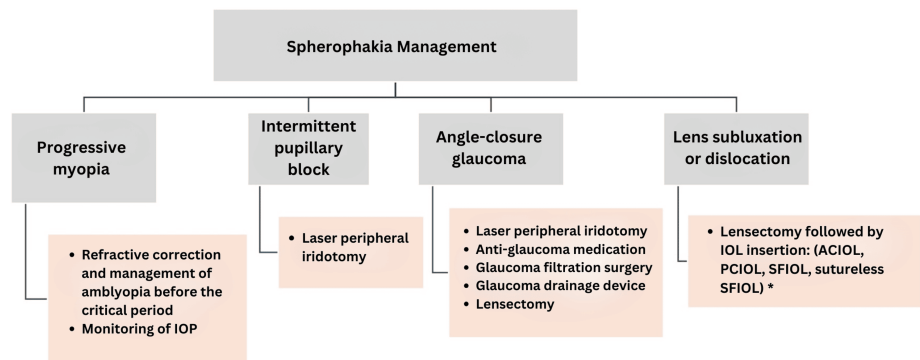 Spherophakia Management
Progressive
myopia
Intermittent
pupillary
block
Angle-closure
glaucoma
Lens subluxation
or dislocation
• Refractive correction
and management of
amblyopia before the
critical period
• Monitoring of IOP
• Laser peripheral
iridotomy
• Laser peripheral iridotomy
• Anti-glaucoma medication
• Glaucoma filtration surgery
• Glaucoma drainage device
• Lensectomy
• Lensectomy followed by
IOL insertion: (ACIOL,
PCIOL, SFIOL, sutureless
SFIOL) *